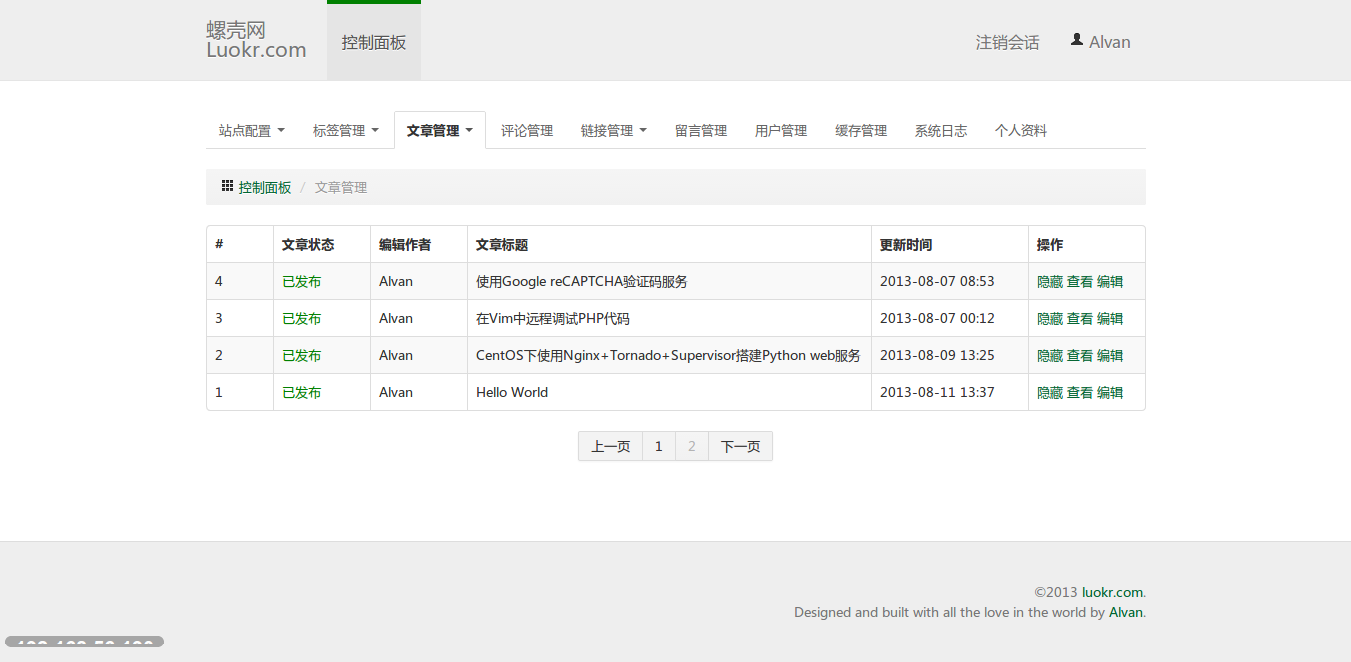 螺壳网
Luokr.com
控制面板
注销会话
Alvan
站点配置 标签管理 文章管理 评论管理 链接管理 留言管理 用户管理 缓存管理 系统日志 个人资料
控制面板 / 文章管理
# 文章状态 编辑作者 文章标题 更新时间 操作
4 已发布 Alvan 使用Google reCAPTCHA验证码服务 2013-08-07 08:53 隐藏 查看 编辑
3 已发布 Alvan 在Vim中远程调试PHP代码 2013-08-07 00:12 隐藏 查看 编辑
2 已发布 Alvan CentOS下使用Nginx+Tornado+Supervisor搭建Python web服务 2013-08-09 13:25 隐藏 查看 编辑
1 已发布 Alvan Hello World 2013-08-11 13:37 隐藏 查看 编辑
上一页 1 2 下一页
©2013 luokr.com.
Designed and built with all the love in the world by Alvan.